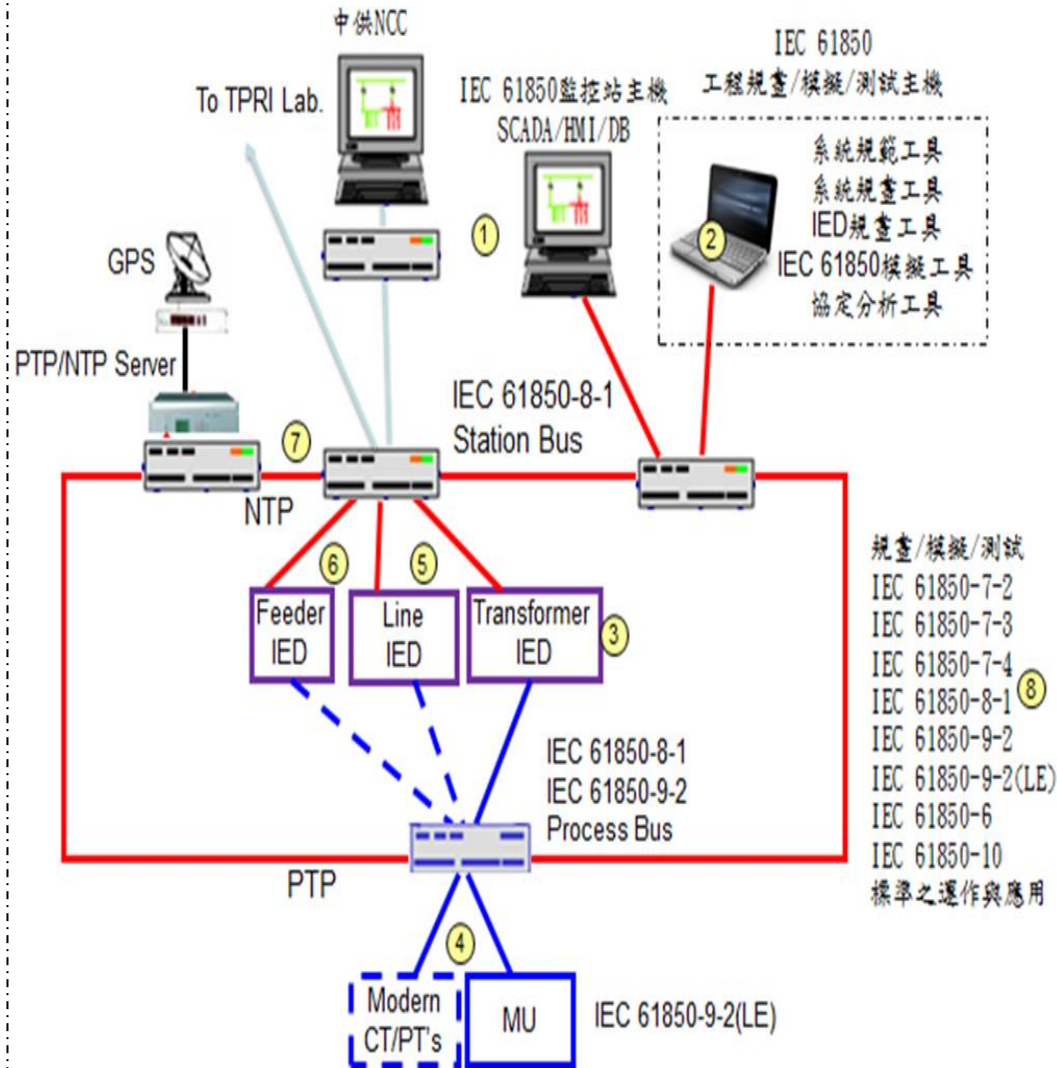 中供NCC
IEC 61850
工程規畫/模擬/測試主機
To TPRI Lab.
IEC 61850監控站主機
SCADA/HMI/DB
系統規範工具
系統規畫工具
IED規畫工具
IEC 61850模擬工具
協定分析工具
1
2
GPS
PTP/NTP Server
IEC 61850-8-1
Station Bus
7
NTP
6
5
Feeder
IED
Line
IED
Transformer
IED
3
規畫/模擬/測試
IEC 61850-7-2
IEC 61850-7-3
IEC 61850-7-4
IEC 61850-8-1
8
IEC 61850-9-2
IEC 61850-9-2(LE)
IEC 61850-6
IEC 61850-10
標準之運作與應用
IEC 61850-8-1
IEC 61850-9-2
Process Bus
PTP
4
Modern
CT/PT's
MU
IEC 61850-9-2(LE)